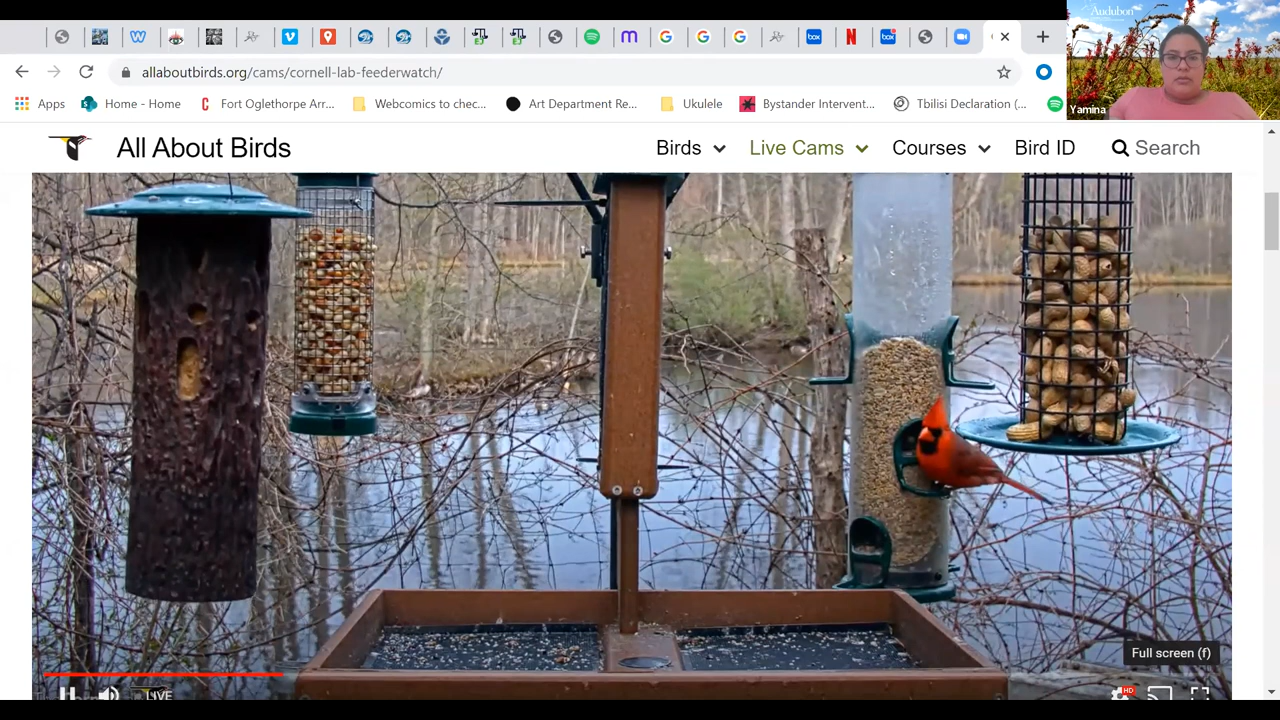 Audubon
Yamina
allaboutbirds.org/cams/cornell-lab-feederwatch/
Apps
Home - Home
Fort Oglethorpe Arr...
Webcomics to chec...
Art Department Re...
Ukulele
Bystander Intervent...
Tbilisi Declaration (...
All About Birds
Birds
Live Cams
Courses
Bird ID
Search
Full screen (f)
LIVE
HD